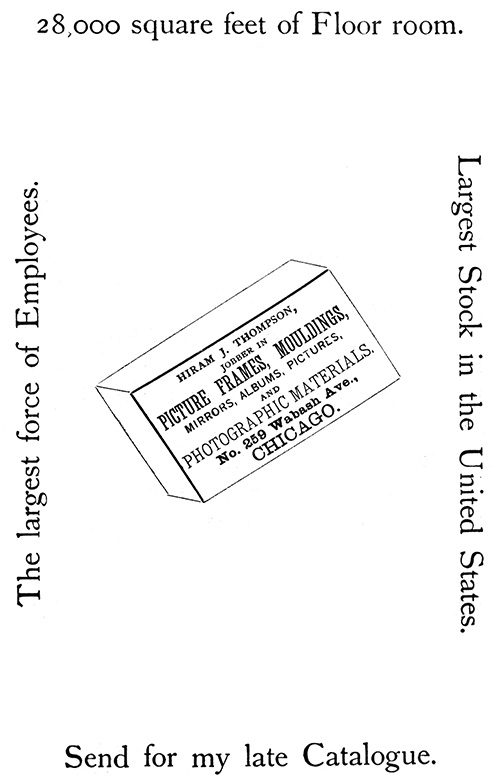 28,000 square feet of Floor room.
The largest force of Employees.
HIRAM J. THOMPSON,
JOBBER IN
PICTURE FRAMES, MOULDINGS,
MIRRORS, ALBUMS, PICTURES,
AND
PHOTOGRAPHIC MATERIALS.
No. 259 Wabash Ave.,
CHICAGO.
Largest Stock in the United States.
Send for my late Catalogue.